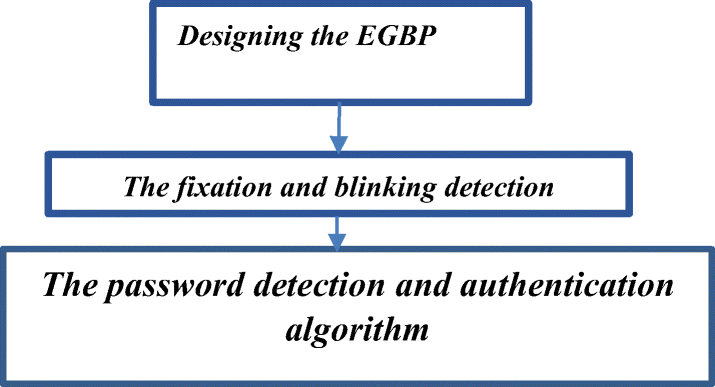 Designing the EGBP
The fixation and blinking detection
The password detection and authentication
algorithm